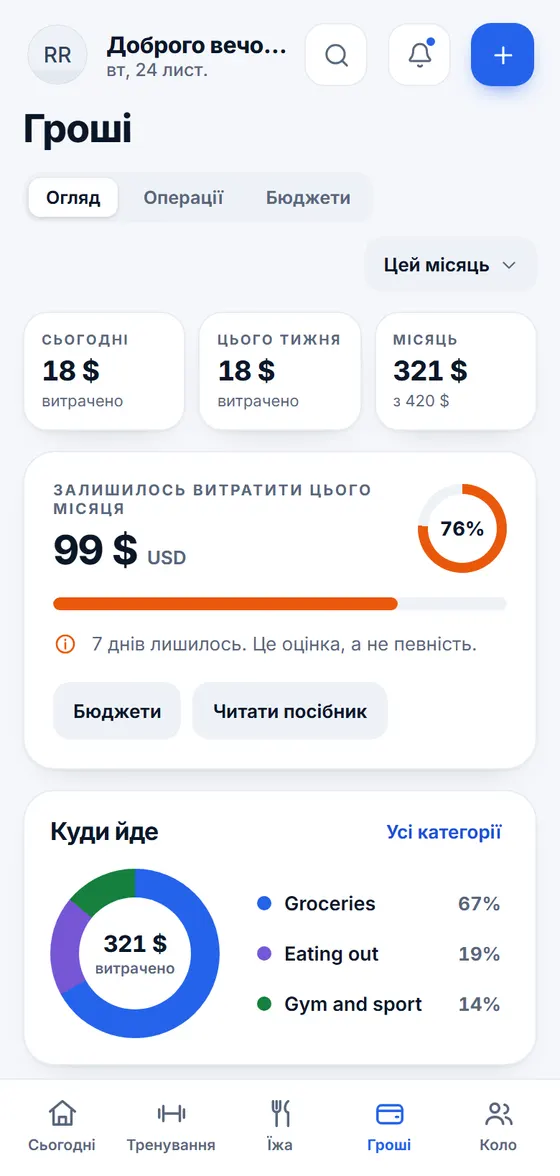 RR
Доброго вечо...
вт, 24 лист.
Гроші
Огляд
Операції
Бюджети
Цей місяць
СЬОГОДНІ
18 $
витрачено
ЦЬОГО ТИЖНЯ
18 $
витрачено
МІСЯЦЬ
321 $
з 420 $
ЗАЛИШИЛОСЬ ВИТРАТИТИ ЦЬОГО
МІСЯЦЯ
99 $ USD
76%
7 днів лишилось. Це оцінка, а не певність.
Бюджети
Читати посібник
Куди йде
Усі категорії
321 $
витрачено
Groceries 67%
Eating out 19%
Gym and sport 14%
Сьогодні
Тренування
Їжа
Гроші
Коло